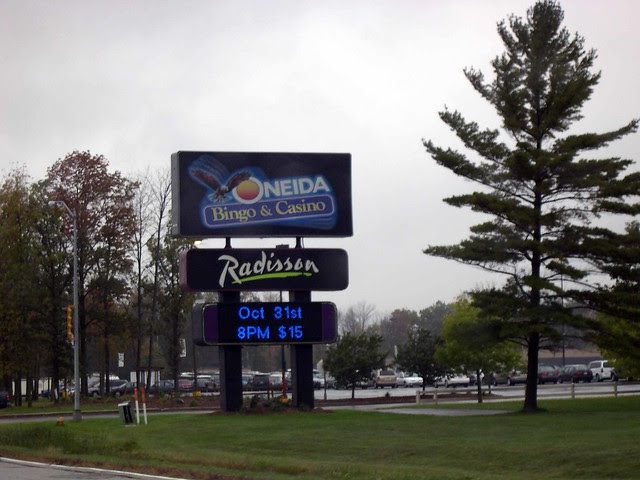 ONEIDA
Bingo & Casino
Radisson
Oct 31st
8PM $15